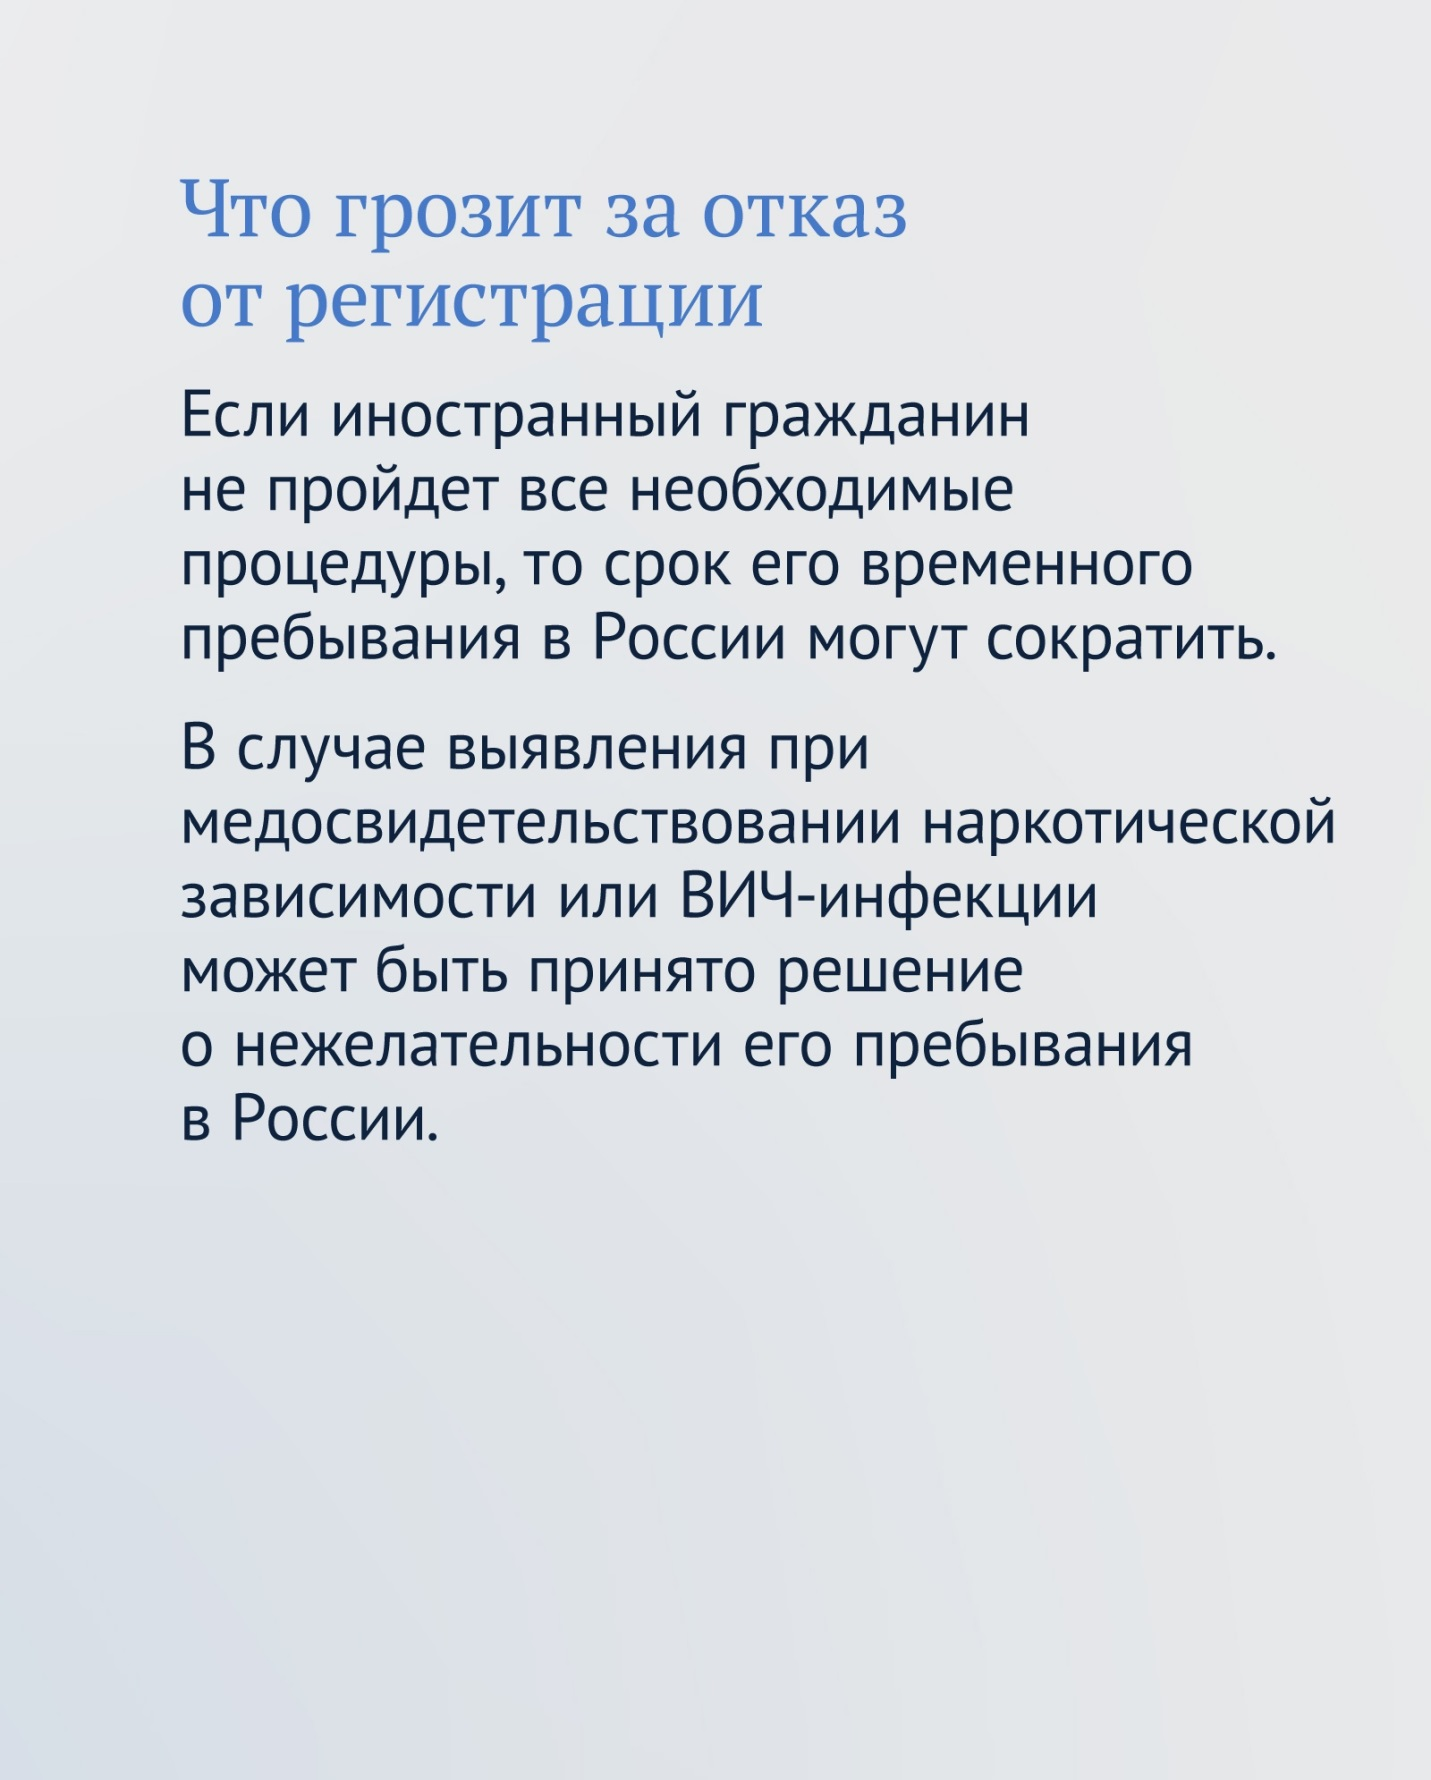 Что грозит за отказ
от регистрации
Если иностранный гражданин
не пройдет все необходимые
процедуры, то срок его временного
пребывания в России могут сократить.
В случае выявления при
медосвидетельствовании наркотической
зависимости или ВИЧ-инфекции
может быть принято решение
о нежелательности его пребывания
в России.